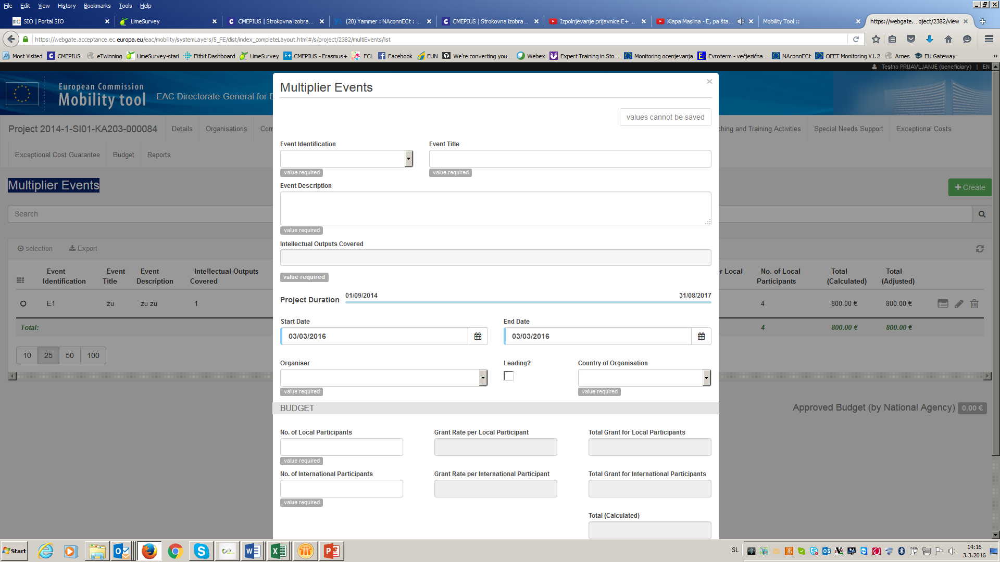 File Edit View History Bookmarks Tools Help
SIO | Portal SIO
LimeSurvey
CMEPIUS | Strokovna izobra...
(20) Yammer : NAconnECt : ...
CMEPIUS | Strokovna izobra...
Izpolnjevanje prijavnice E+ ...
Klapa Maslina - E, pa šta...
Mobility Tool ::
https://webgate....oject/2382/view
https://webgate.acceptance.ec.europa.eu/eac/mobility/systemLayers/5_FE/dist/index_completeLayout.html#/s/project/2382/multiEvents/list
Most Visited CMEPIUS eTwinning LimeSurvey-stari Fitbit Dashboard LimeSurvey CMEPIUS - Erasmus+ FCL Facebook EUN We're converting you... Webex Expert Training in Sto... Monitoring ocenjevanja Evroterm - večjezična... NAconnECt OEET Monitoring V1.2 Arnes EU Gateway
Testno PRIJAVLJANJE (beneficiary) | EN
European Commission
Mobility tool
EAC Directorate-General for E
Project 2014-1-SI01-KA203-000084 Details Organisations Con
ching and Training Activities Special Needs Support Exceptional Costs
Exceptional Cost Guarantee Budget Reports
Multiplier Events
Create
Search
selection Export
Event Identification
Event Title
Event Description
Intellectual Outputs Covered
r Local
No. of Local Participants
Total (Calculated)
Total (Adjusted)
E1 zu zu zu 1 4 800.00 € 800.00 €
Total: 4 800.00 € 800.00 €
10 25 50 100
Approved Budget (by National Agency) 0.00 €
Multiplier Events ×
values cannot be saved
Event Identification Event Title
value required value required
Event Description
value required
Intellectual Outputs Covered
value required
Project Duration 01/09/2014 31/08/2017
Start Date End Date
03/03/2016 03/03/2016
Organiser Leading? Country of Organisation
value required value required
BUDGET
No. of Local Participants Grant Rate per Local Participant Total Grant for Local Participants
value required
No. of International Participants Grant Rate per International Participant Total Grant for International Participants
value required
Total (Calculated)
Start
SL
14:16
3.3.2016